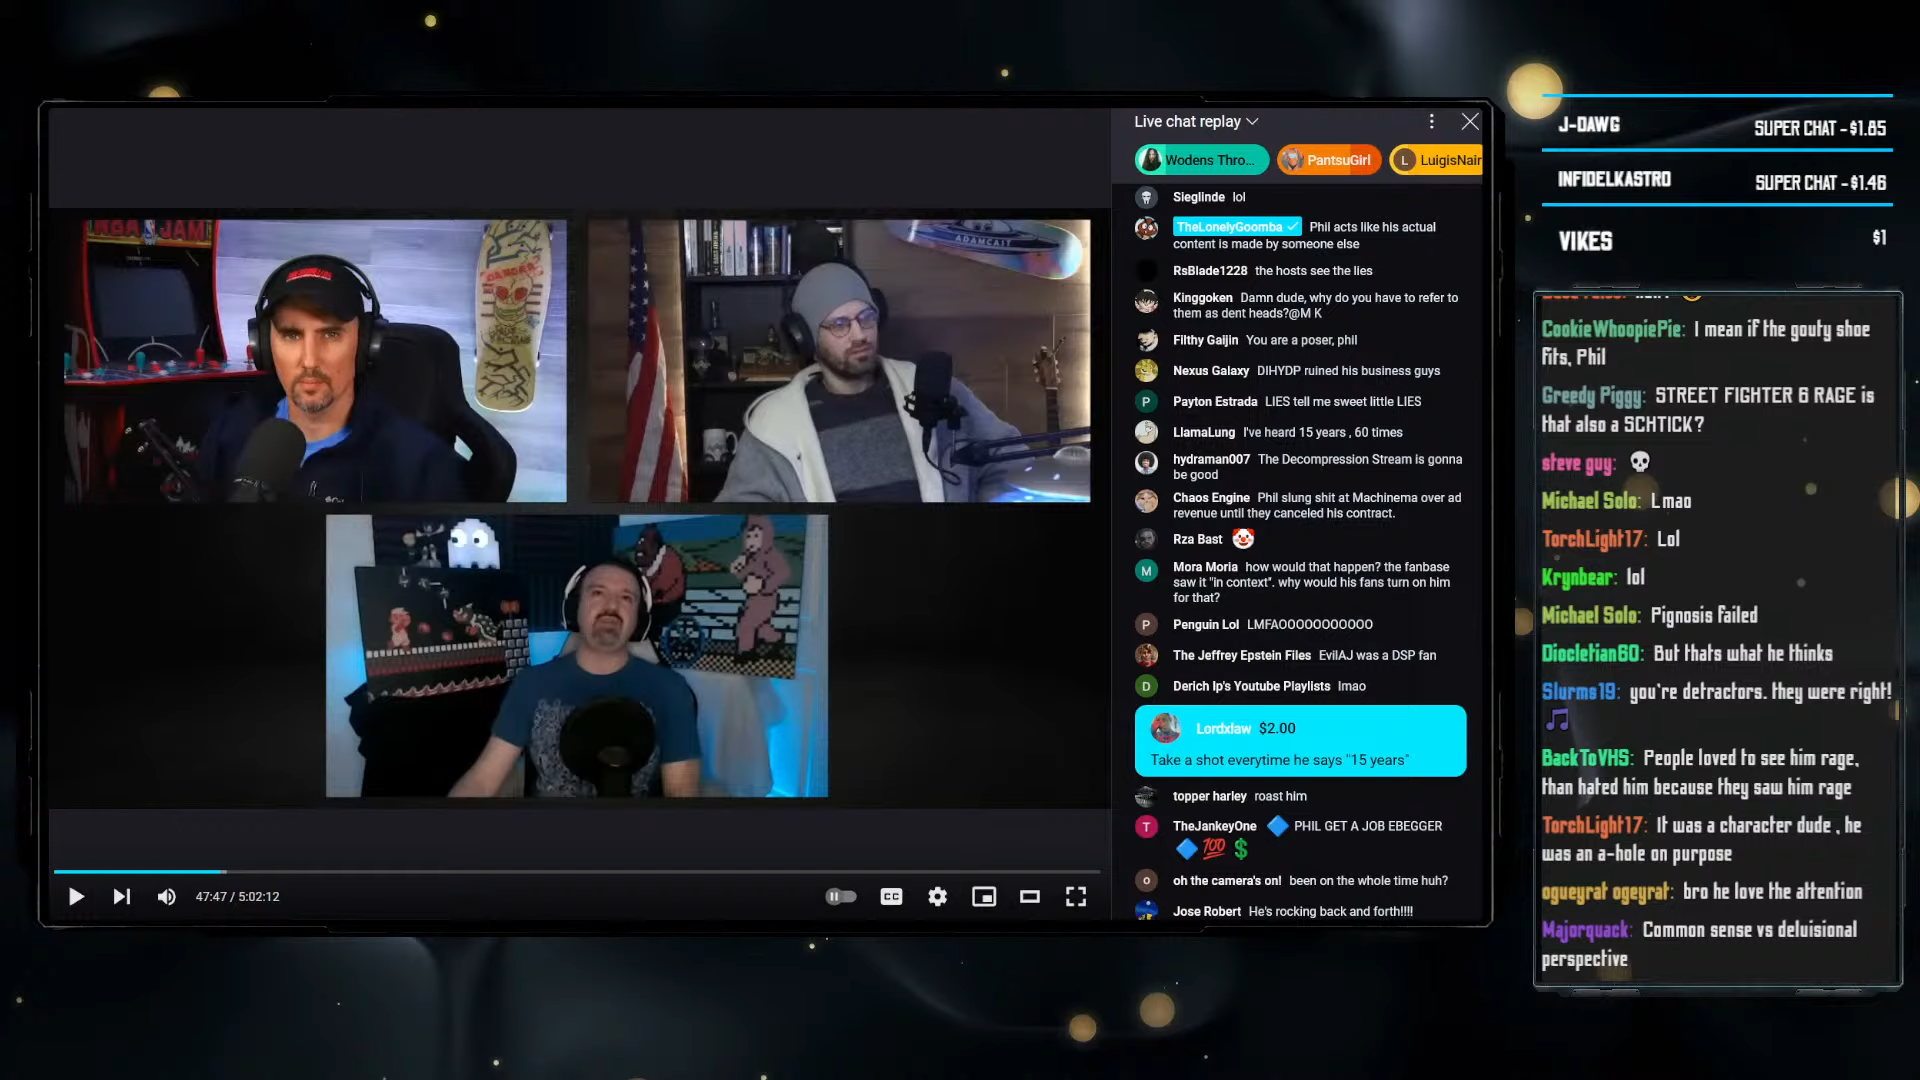 NBA JAM
ADAMCAIT
Live chat replay
Wodens Thro...
PantsuGirl
L
LuigisNair
Sieglinde lol
TheLonelyGoomba Phil acts like his actual
content is made by someone else
RsBlade1228 the hosts see the lies
Kinggoken Damn dude, why do you have to refer to
them as dent heads?@M K
Filthy Gaijin You are a poser, phil
Nexus Galaxy DIHYDP ruined his business guys
P Payton Estrada LIES tell me sweet little LIES
LlamaLung I've heard 15 years , 60 times
hydraman007 The Decompression Stream is gonna
be good
Chaos Engine Phil slung shit at Machinema over ad
revenue until they canceled his contract.
Rza Bast 🤡
M Mora Moria how would that happen? the fanbase
saw it "in context". why would his fans turn on him
for that?
P Penguin Lol LMFAOOOOOOOOOOO
The Jeffrey Epstein Files EvilAJ was a DSP fan
D Derich Ip's Youtube Playlists lmao
Lordxlaw $2.00
Take a shot everytime he says "15 years"
topper harley roast him
T TheJankeyOne 🔷 PHIL GET A JOB EBEGGER
🔷 💯 💲
o oh the camera's on! been on the whole time huh?
Jose Robert He's rocking back and forth!!!!
47:47 / 5:02:12
CC
J-DAWG SUPER CHAT - $1.85
INFIDELKASTRO SUPER CHAT - $1.46
VIKES $1
CookieWhoopiePie: I mean if the gouty shoe
fits, Phil
Greedy Piggy: STREET FIGHTER 6 RAGE is
that also a SCHTICK?
steve guy: 💀
Michael Solo: Lmao
TorchLight17: Lol
Krynbear: lol
Michael Solo: Pignosis failed
Diocletian60: But thats what he thinks
Slurms19: you're detractors. they were right!
🎵
BackToVHS: People loved to see him rage,
than hated him because they saw him rage
TorchLight17: It was a character dude , he
was an a-hole on purpose
ogueyrat ogeyrat: bro he love the attention
Majorquack: Common sense vs deluisional
perspective